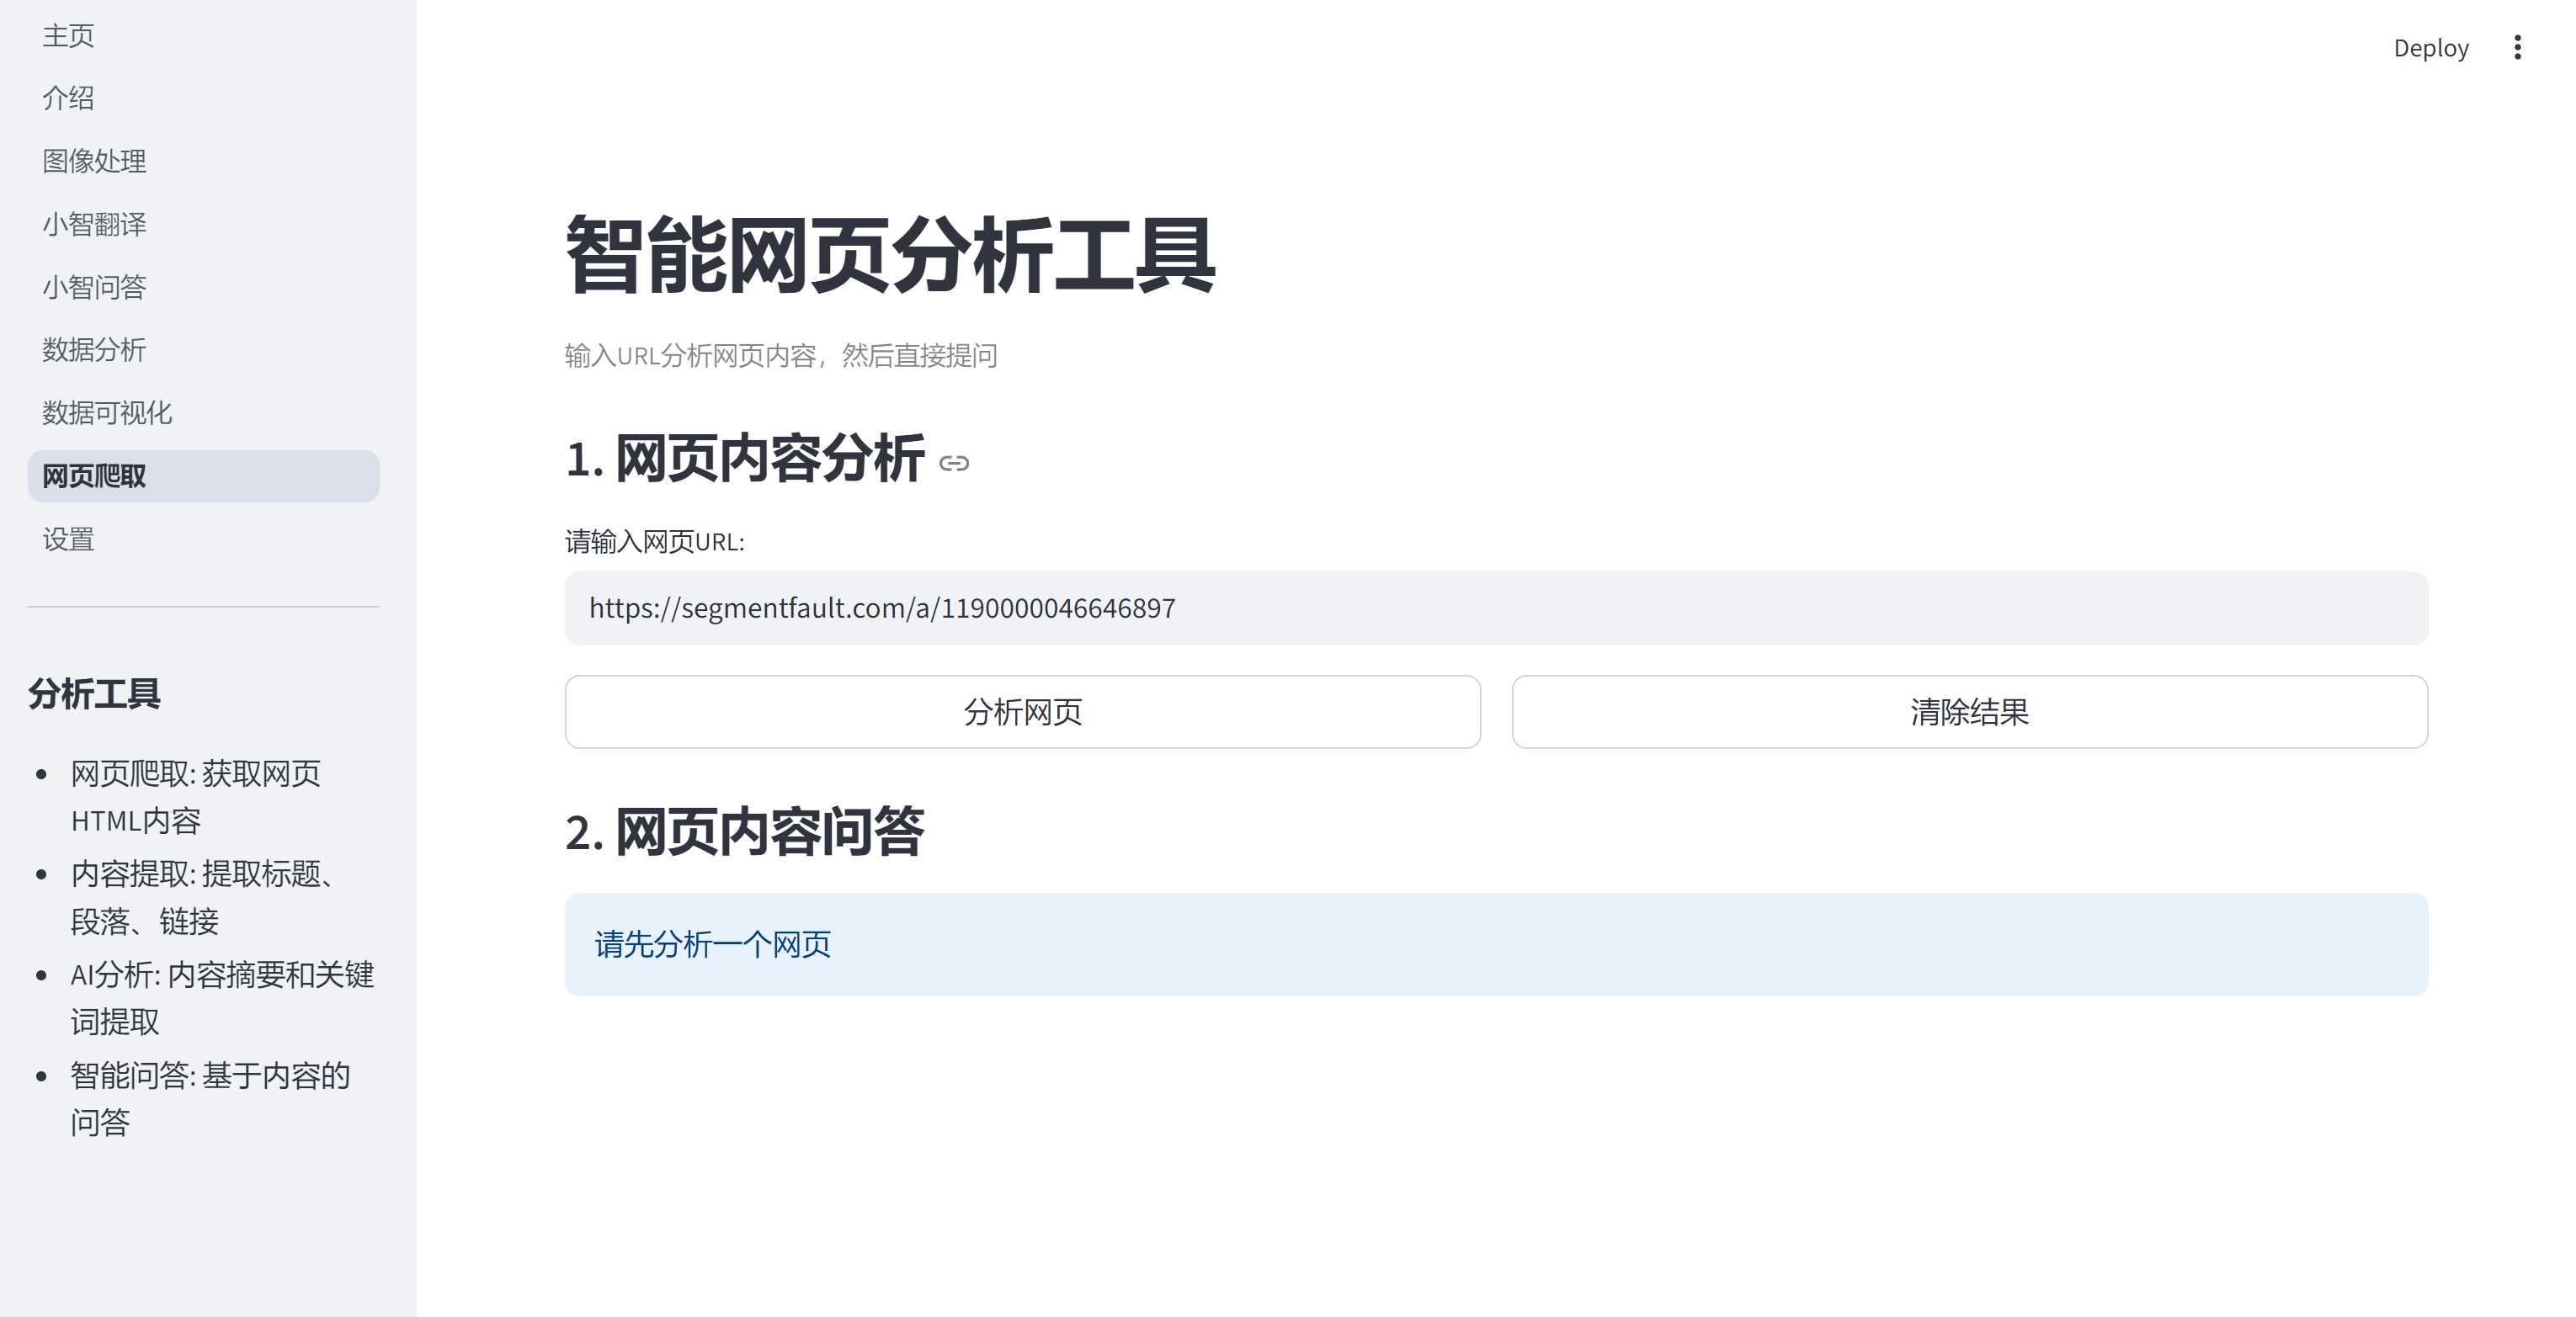 主页
介绍
图像处理
小智翻译
小智问答
数据分析
数据可视化
网页爬取
设置
分析工具
网页爬取: 获取网页
HTML内容
内容提取: 提取标题、
段落、链接
AI分析: 内容摘要和关键
词提取
智能问答: 基于内容的
问答
Deploy
智能网页分析工具
输入URL分析网页内容，然后直接提问
1. 网页内容分析
请输入网页URL:
https://segmentfault.com/a/1190000046646897
分析网页
清除结果
2. 网页内容问答
请先分析一个网页